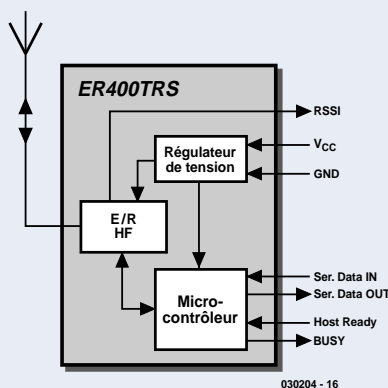 ER400TRS
RSSI
Régulateur
de tension
VCC
GND
E/R
HF
Micro-
contrôleur
Ser. Data IN
Ser. Data OUT
Host Ready
BUSY
030204 - 16